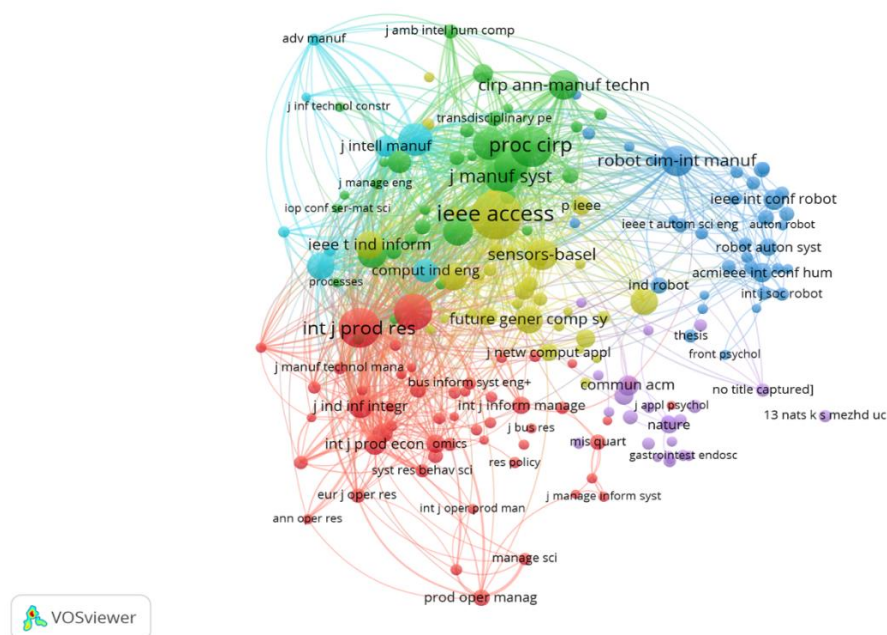 j amb intel hum comp
adv manuf
cirp ann-manuf techn
j inf technol constr
transdisciplinary pe
j intell manuf
proc cirp
robot cim-int manuf
j manuf syst
j manage eng
ieee int conf robot
iop conf ser-mat sci
ieee access
p ieee
ieee t autom sci eng
auton robot
ieee t ind inform
robot auton syst
sensors-basel
comput ind eng
acmieee int conf hum
processes
ind robot
int j soc robot
int j prod res
future gener comp sy
thesis
j netw comput appl
front psychol
j manuf technol mana
bus inform syst eng+
commun acm
no title captured]
j ind inf integr
int j inform manage
j appl psychol
13 nats k s mezhd uc
j bus res
nature
int j prod econ
omics
mis quart
gastrointest endosc
syst res behav sci
res policy
eur j oper res
j manage inform syst
int j oper prod man
ann oper res
manage sci
prod oper manag
VOSviewer